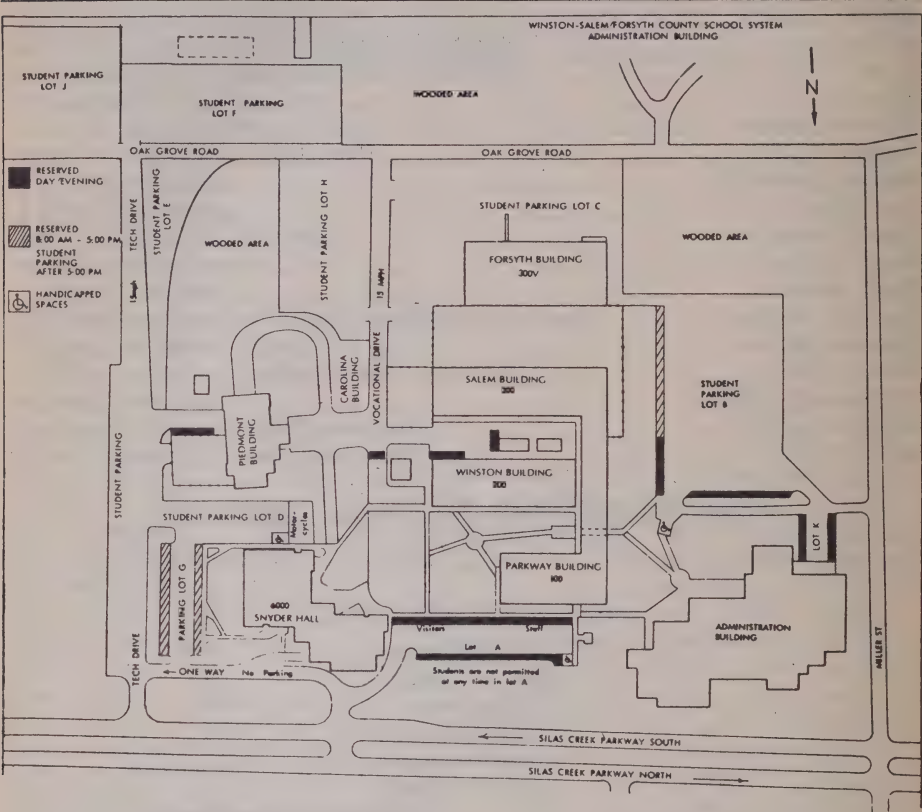 WINSTON-SALEM/FORSYTH COUNTY SCHOOL SYSTEM
ADMINISTRATION BUILDING
STUDENT PARKING
LOT J
STUDENT PARKING
LOT F
WOODED AREA
N
OAK GROVE ROAD
OAK GROVE ROAD
RESERVED
DAY/EVENING
RESERVED
8:00 AM - 5:00 PM
STUDENT
PARKING
AFTER 5:00 PM
HANDICAPPED
SPACES
TECH DRIVE
15mph
STUDENT PARKING
LOT E
WOODED AREA
STUDENT PARKING LOT H
15 MPH
STUDENT PARKING LOT C
FORSYTH BUILDING
300V
WOODED AREA
CAROLINA
BUILDING
VOCATIONAL DRIVE
SALEM BUILDING
300
STUDENT
PARKING
LOT B
STUDENT PARKING
PIEDMONT
BUILDING
WINSTON BUILDING
200
STUDENT PARKING LOT D
Motor-
cycles
LOT K
PARKING LOT G
6000
SNYDER HALL
PARKWAY BUILDING
100
ADMINISTRATION
BUILDING
MILLER ST
Visitors
Staff
Lot A
Students are not permitted
at any time in lot A
TECH DRIVE
ONE WAY No Parking
SILAS CREEK PARKWAY SOUTH
SILAS CREEK PARKWAY NORTH